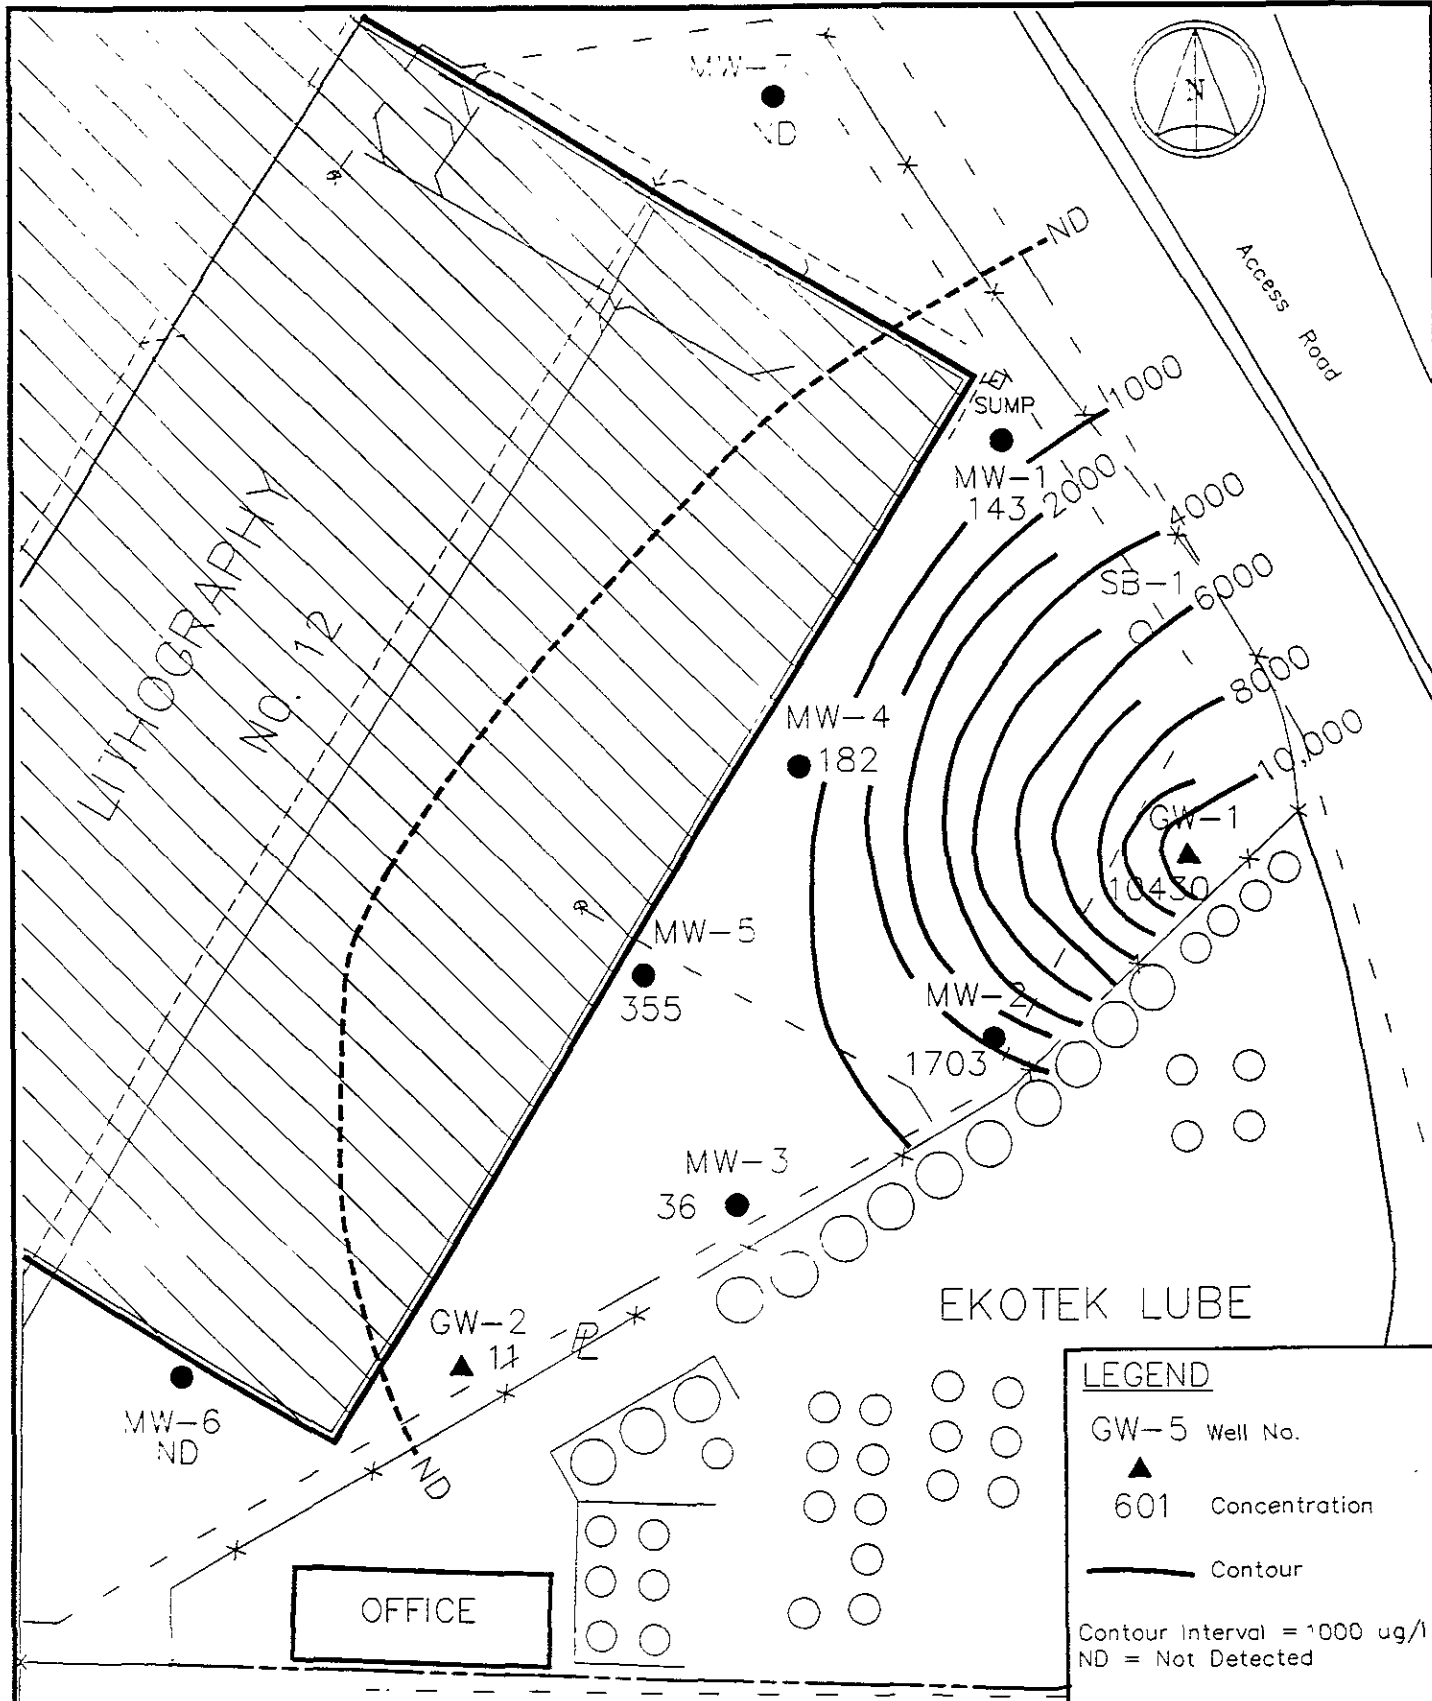 MW-7
ND
N
ND
Access Road
SUMP
1000
MW-1
143
2000
4000
SB-1
6000
LITHOGRAPHY
NO. 12
8000
MW-4
182
10,000
GW-1
10430
MW-5
355
MW-2
1703
MW-3
36
EKOTEK LUBE
GW-2
11
PL
MW-6
ND
ND
OFFICE
LEGEND
GW-5 Well No.
601 Concentration
Contour
Contour Interval = 1000 ug/l
ND = Not Detected